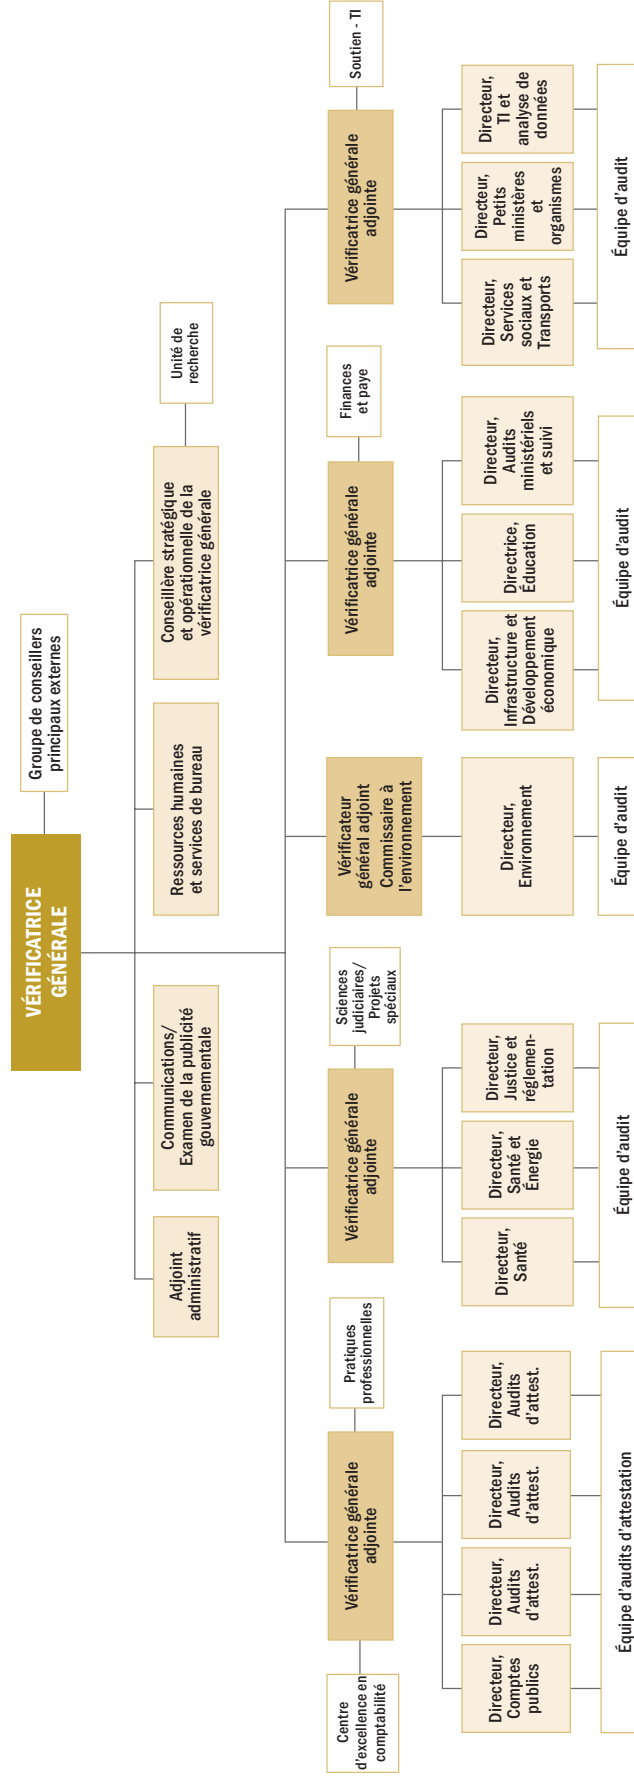 VÉRIFICATRICE
GÉNÉRALE
Groupe de conseillers
principaux externes
Adjoint
administratif
Communications/
Examen de la publicité
gouvernementale
Ressources humaines
et services de bureau
Conseillère stratégique
et opérationnelle de la
vérificatrice générale
Unité de
recherche
Centre
d'excellence en
comptabilité
Vérificatrice générale
adjointe
Pratiques
professionnelles
Vérificatrice générale
adjointe
Sciences
judiciaires/
Projets
spéciaux
Vérificateur
général adjoint
Commissaire à
l'environnement
Vérificatrice générale
adjointe
Finances
et paye
Vérificatrice générale
adjointe
Soutien - TI
Directeur,
Comptes
publics
Directeur,
Audits
d'attest.
Directeur,
Audits
d'attest.
Directeur,
Audits
d'attest.
Directeur,
Santé
Directeur,
Santé et
Énergie
Directeur,
Justice et
réglemen-
tation
Directeur,
Environnement
Directeur,
Infrastructure et
Développement
économique
Directrice,
Éducation
Directeur,
Audits
ministériels
et suivi
Directeur,
Services
sociaux et
Transports
Directeur,
Petits
ministères
et
organismes
Directeur,
TI et
analyse de
données
Équipe d'audits d'attestation
Équipe d'audit
Équipe d'audit
Équipe d'audit
Équipe d'audit